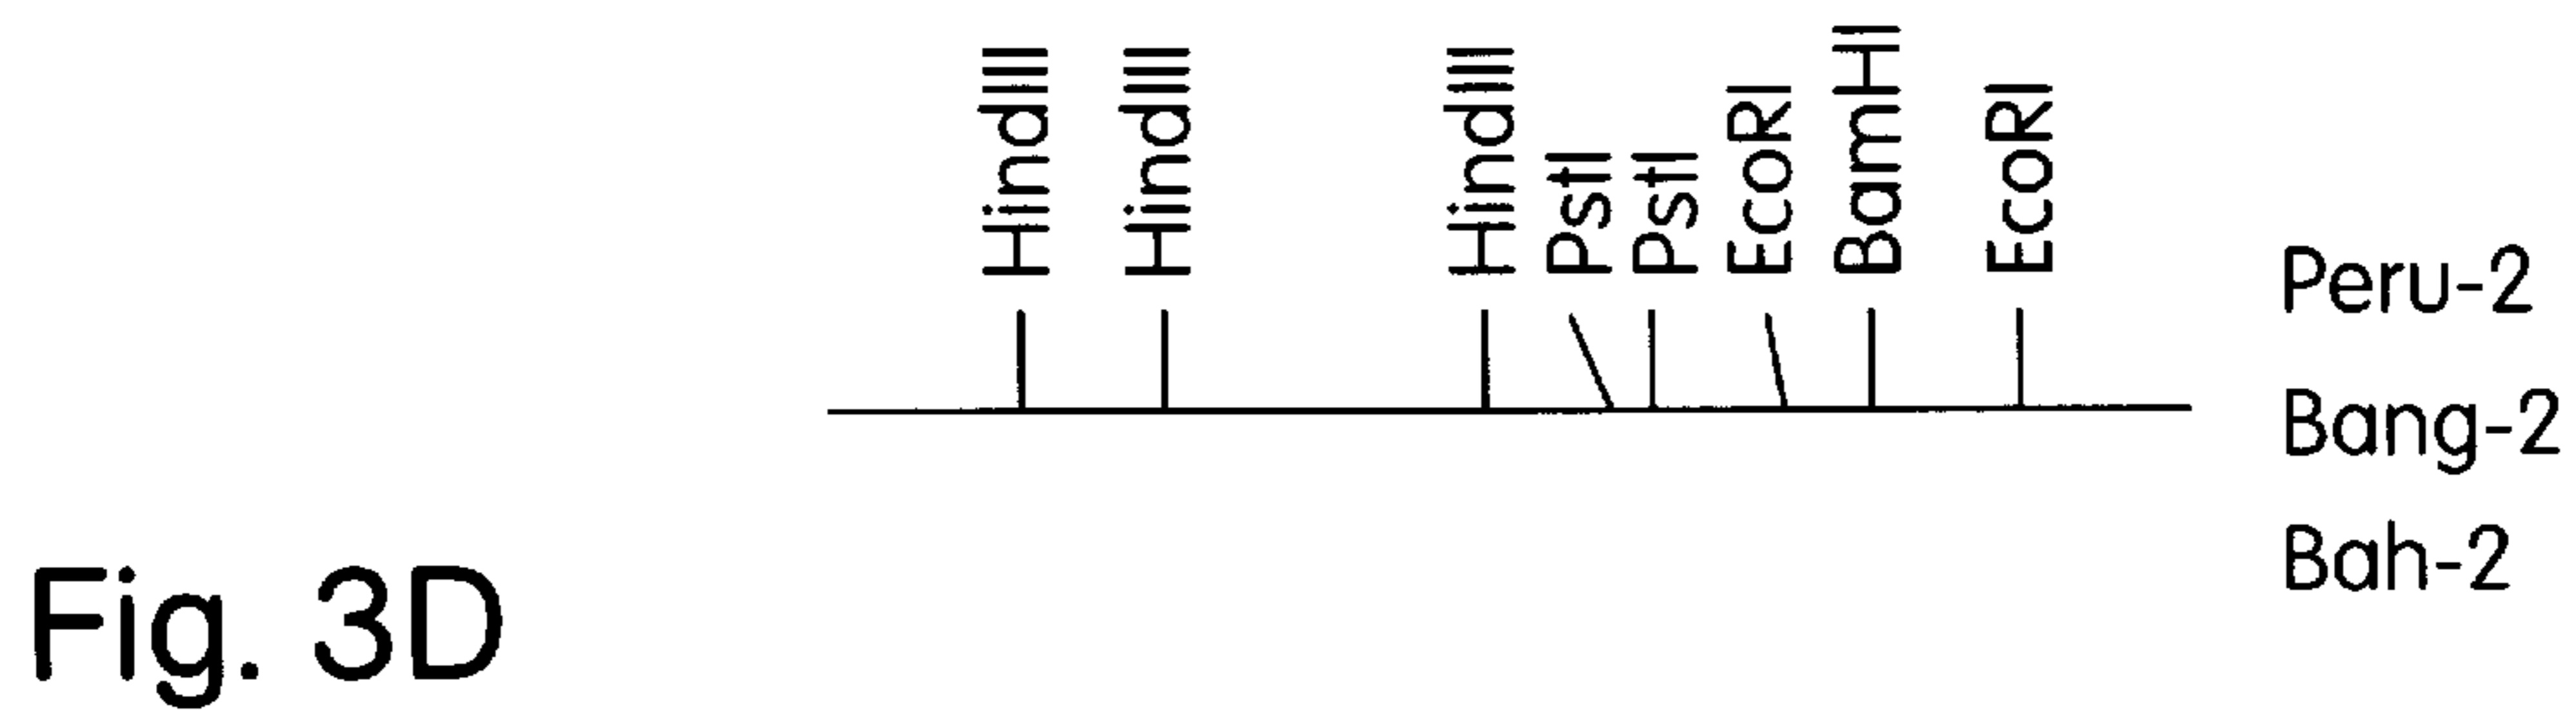 HindIII
HindIII
HindIII
PstI
PstI
EcoRI
BamHI
EcoRI
Peru-2
Bang-2
Bah-2
Fig. 3D